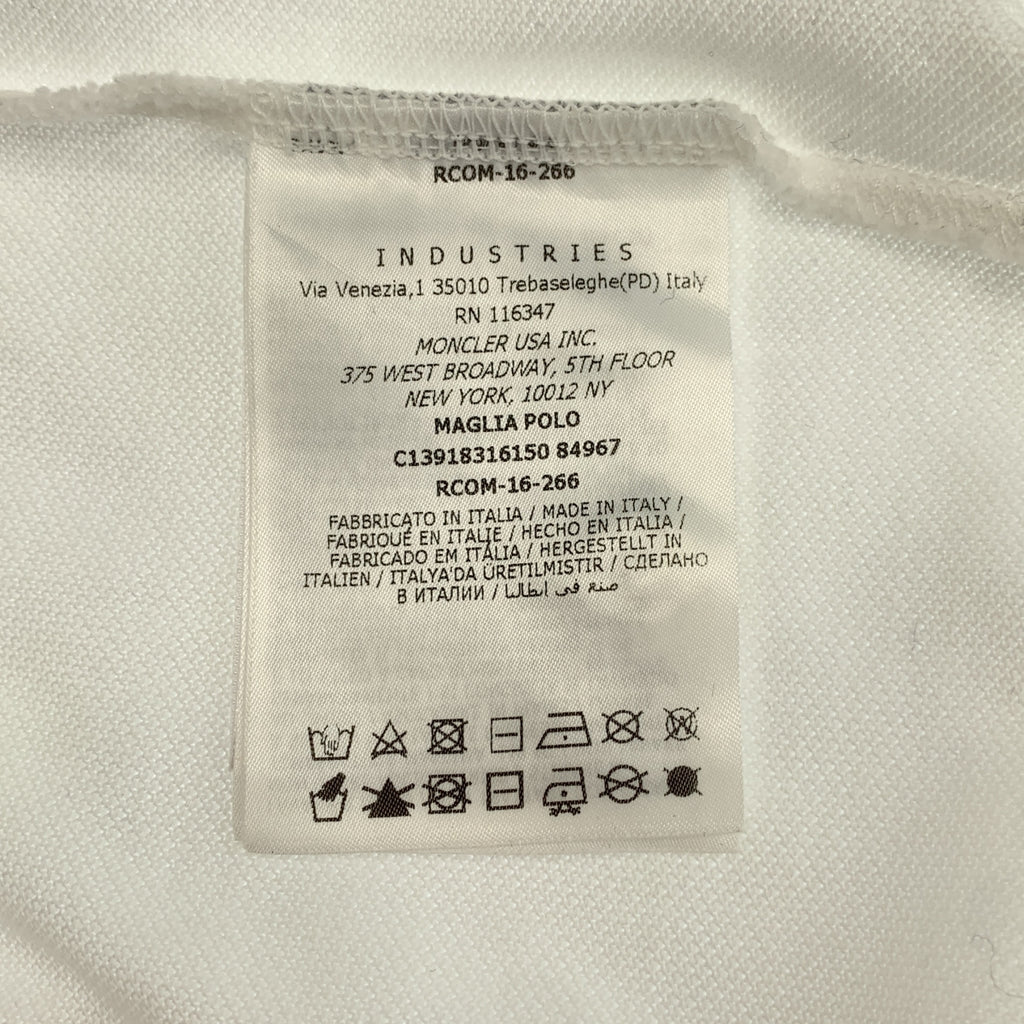 RCOM-16-266
INDUSTRIES
Via Venezia,1 35010 Trebaseleghe(PD) Italy
RN 116347
MONCLER USA INC.
375 WEST BROADWAY, 5TH FLOOR
NEW YORK, 10012 NY
MAGLIA POLO
C13918316150 84967
RCOM-16-266
FABBRICATO IN ITALIA / MADE IN ITALY /
FABRIQUÉ EN ITALIE / HECHO EN ITALIA /
FABRICADO EM ITÁLIA / HERGESTELLT IN
ITALIEN / ITALYA'DA ÜRETILMISTIR / СДЕЛАНО
В ИТАЛИИ / صنع في ايطاليا
W